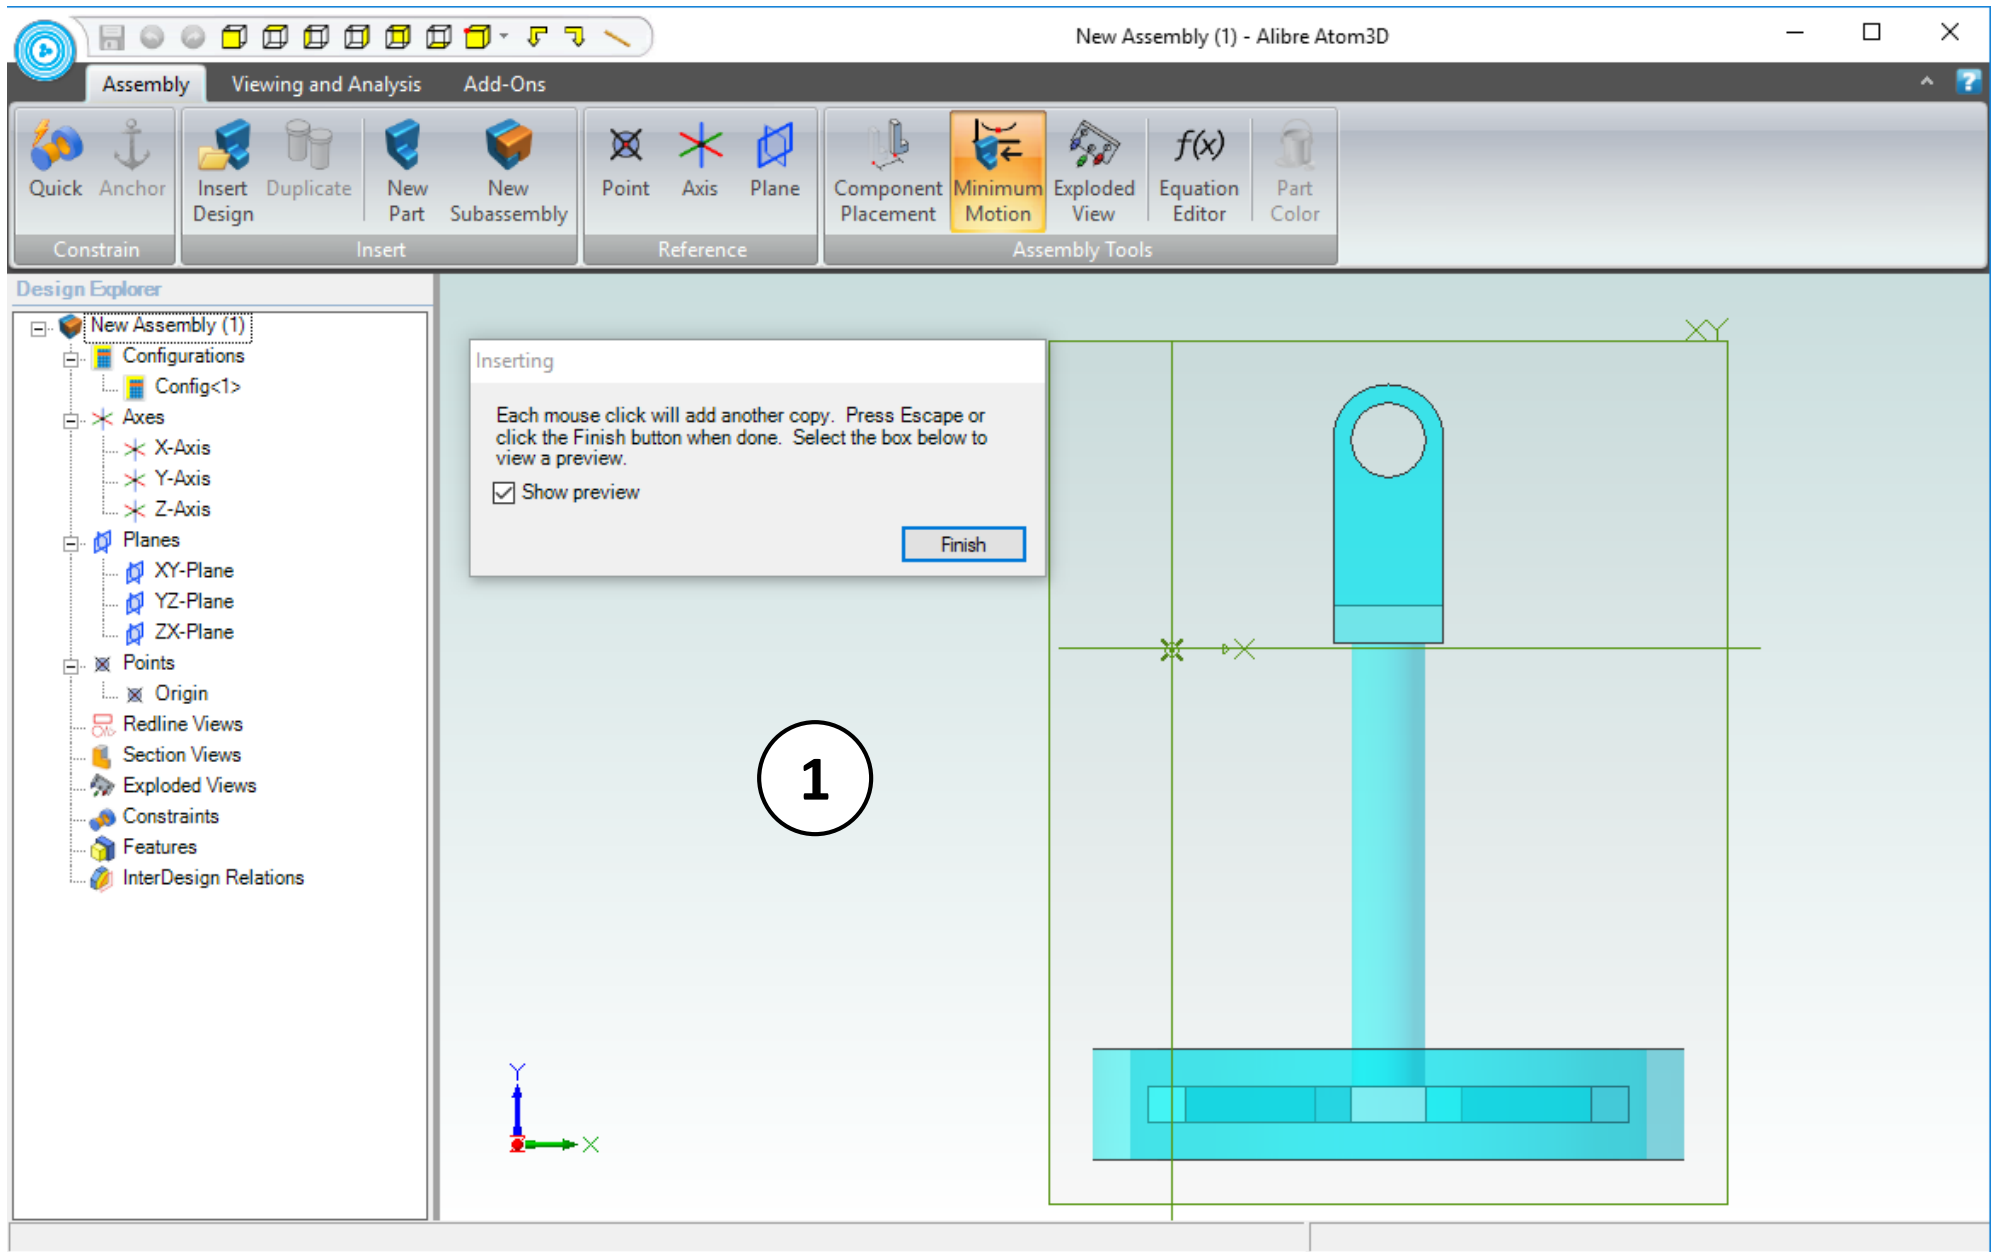 New Assembly (1) - Alibre Atom3D
Assembly Viewing and Analysis Add-Ons
?
Quick Anchor Insert Design Duplicate New Part New Subassembly Point Axis Plane Component Placement Minimum Motion Exploded View f(x) Equation Editor Part Color
Constrain Insert Reference Assembly Tools
Design Explorer
New Assembly (1)
Configurations
Config<1>
Axes
X-Axis
Y-Axis
Z-Axis
Planes
XY-Plane
YZ-Plane
ZX-Plane
Points
Origin
Redline Views
Section Views
Exploded Views
Constraints
Features
InterDesign Relations
Inserting
Each mouse click will add another copy. Press Escape or
click the Finish button when done. Select the box below to
view a preview.
Show preview
Finish
XY
X
1
Y
X